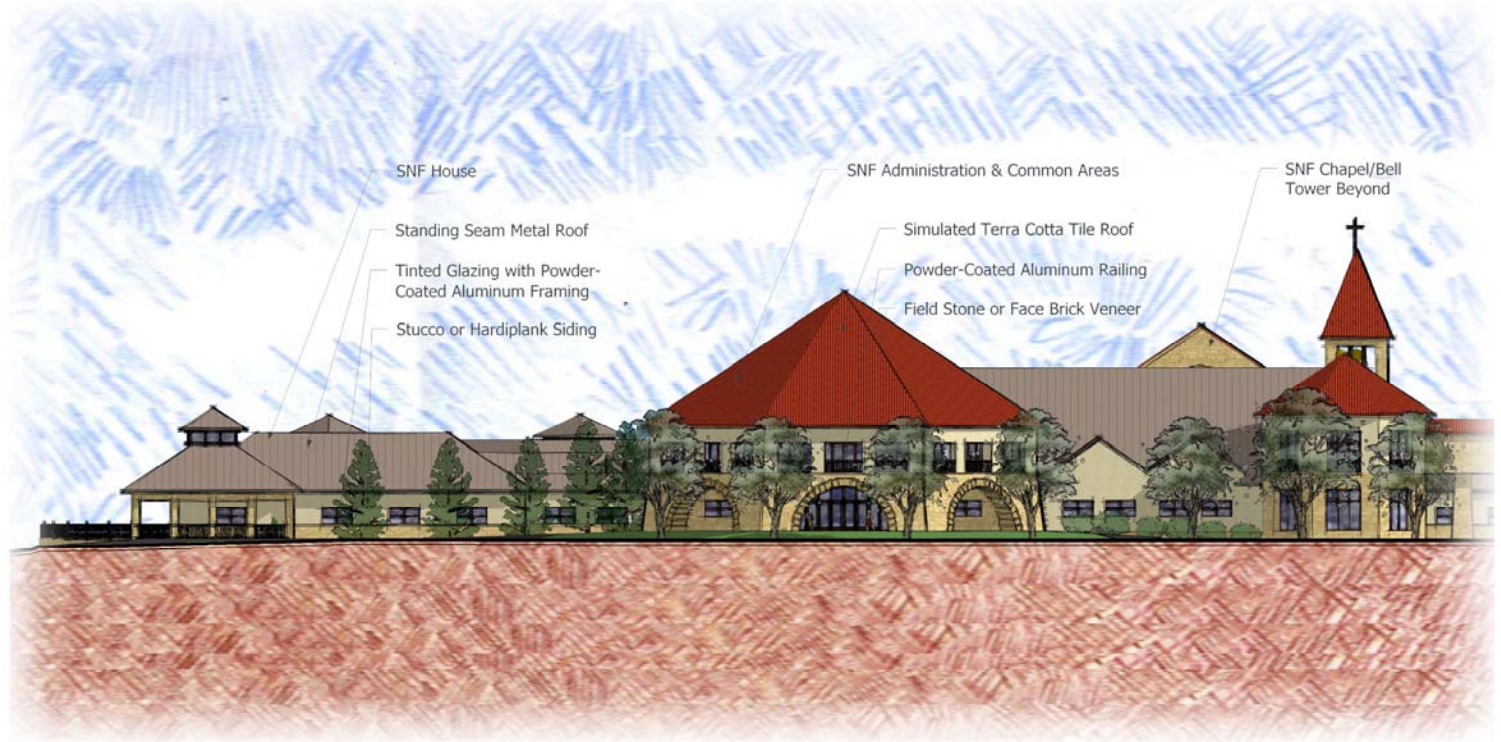 SNF House
Standing Seam Metal Roof
Tinted Glazing with Powder-
Coated Aluminum Framing
Stucco or Hardiplank Siding
SNF Administration & Common Areas
Simulated Terra Cotta Tile Roof
Powder-Coated Aluminum Railing
Field Stone or Face Brick Veneer
SNF Chapel/Bell
Tower Beyond